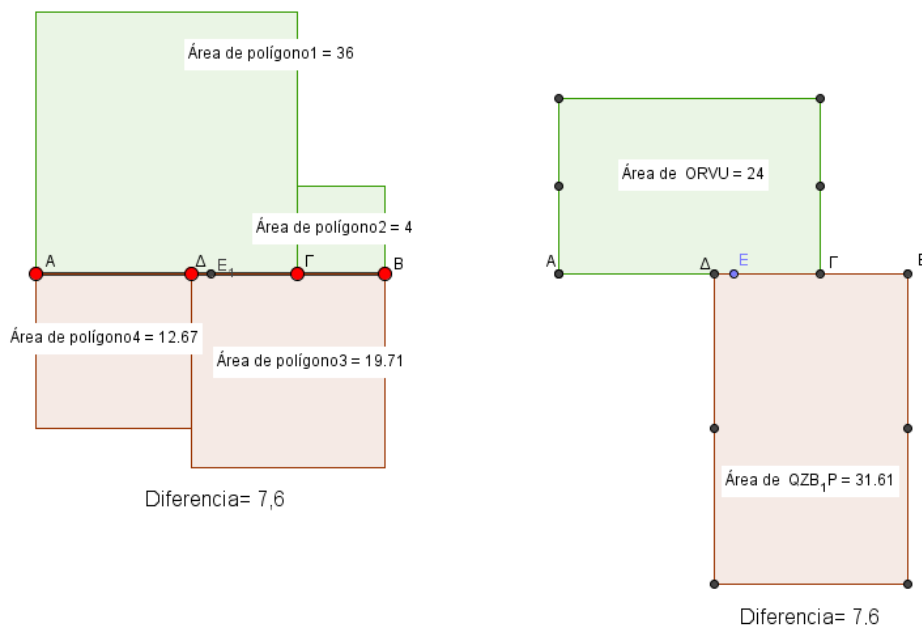 Área de polígono1 = 36
Área de polígono2 = 4
Α
Δ
E₁
Γ
Β
Área de polígono4 = 12.67
Área de polígono3 = 19.71
Diferencia= 7,6
Área de ORVU = 24
Α
Δ
E
Γ
Área de QZB₁P = 31.61
Diferencia= 7.6